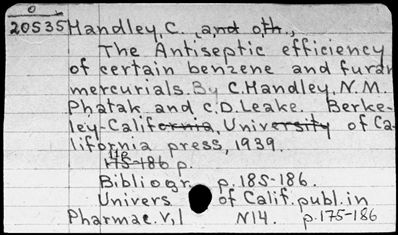 0
20535 Handley, C. and oth.,
The Antiseptic efficiency
of certain benzene and furan
mercurials. By C. Handley, N.M.
Phatak and C.D. Leake. Berke-
ley-California, University of Ca-
lifornia press, 1939.
p.
Bibliogr. p. 185-186.
Univers of Calif. publ. in
Pharmac. v, 1 N14. p. 175-186